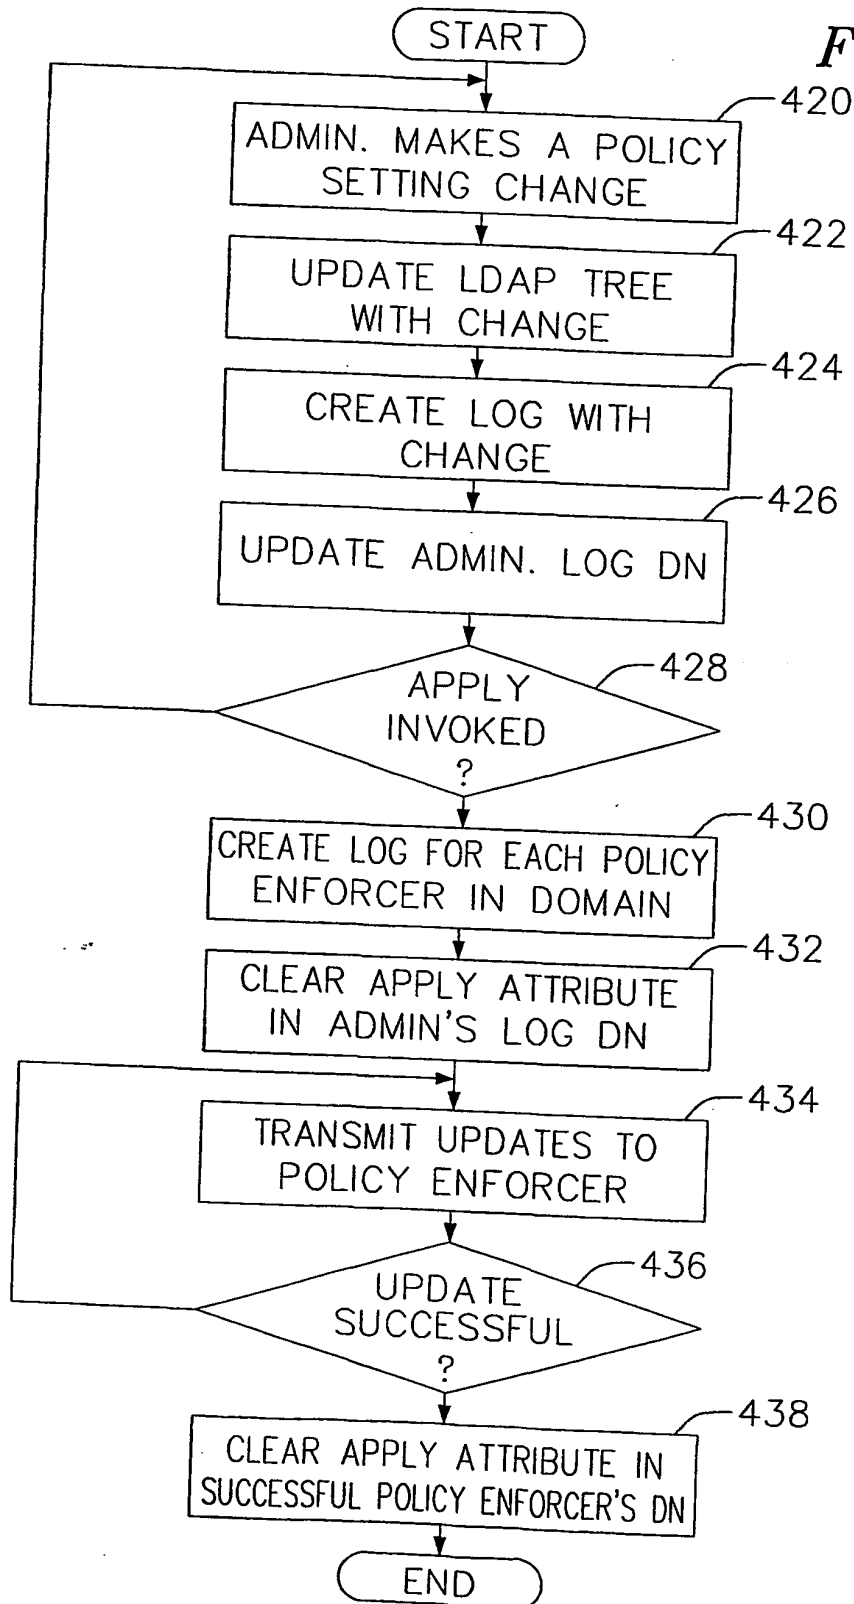 START
F
420
ADMIN. MAKES A POLICY
SETTING CHANGE
422
UPDATE LDAP TREE
WITH CHANGE
424
CREATE LOG WITH
CHANGE
426
UPDATE ADMIN. LOG DN
428
APPLY
INVOKED
?
430
CREATE LOG FOR EACH POLICY
ENFORCER IN DOMAIN
432
CLEAR APPLY ATTRIBUTE
IN ADMIN'S LOG DN
434
TRANSMIT UPDATES TO
POLICY ENFORCER
436
UPDATE
SUCCESSFUL
?
438
CLEAR APPLY ATTRIBUTE IN
SUCCESSFUL POLICY ENFORCER'S DN
END